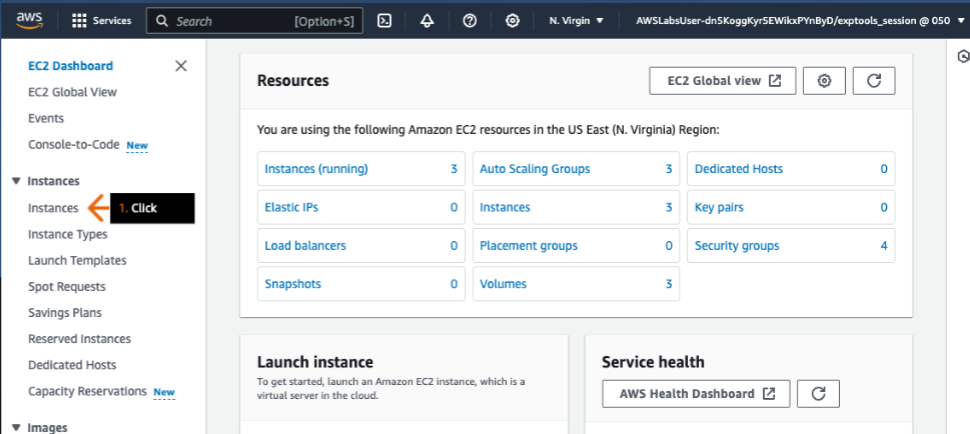 aws Services Search [Option+S] N. Virgin AWSLabsUser-dn5KoggKyr5EWikxPYnByD/exptools_session @ 050
EC2 Dashboard
EC2 Global View
Events
Console-to-Code New
Instances
Instances 1. Click
Instance Types
Launch Templates
Spot Requests
Savings Plans
Reserved Instances
Dedicated Hosts
Capacity Reservations New
Images
Resources EC2 Global view
You are using the following Amazon EC2 resources in the US East (N. Virginia) Region:
Instances (running) 3 Auto Scaling Groups 3 Dedicated Hosts 0
Elastic IPs 0 Instances 3 Key pairs 0
Load balancers 0 Placement groups 0 Security groups 4
Snapshots 0 Volumes 3
Launch instance
To get started, launch an Amazon EC2 instance, which is a
virtual server in the cloud.
Service health
AWS Health Dashboard